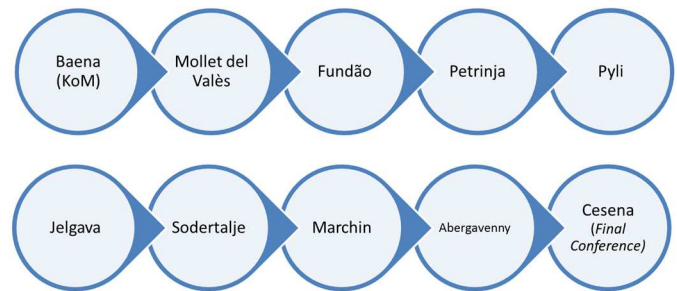 Baena
(KoM)
Mollet del
Valès
Fundão
Petrinja
Pyli
Jelgava
Sodertalje
Marchin
Abergavenny
Cesena
(Final
Conference)